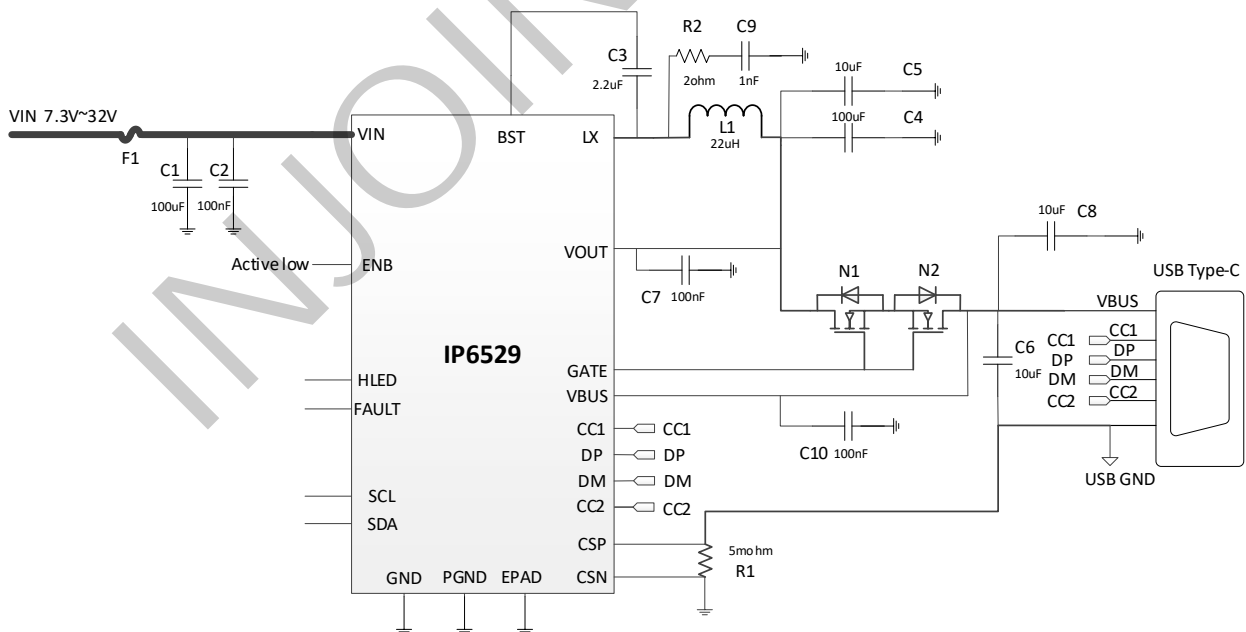 INJOIN
VIN 7.3V~32V
F1
C1
100uF
C2
100nF
VIN
BST
LX
C3
2.2uF
R2
2ohm
C9
1nF
L1
22uH
10uF
C5
100uF
C4
Active low
ENB
VOUT
C7
100nF
N1
N2
10uF
C8
USB Type-C
VBUS
IP6529
HLED
FAULT
GATE
VBUS
C10
100nF
C6
10uF
CC1
CC1
DP
DP
DM
DM
CC2
CC2
USB GND
CC1
CC1
DP
DP
DM
DM
CC2
CC2
SCL
SDA
CSP
CSN
5mohm
R1
GND
PGND
EPAD